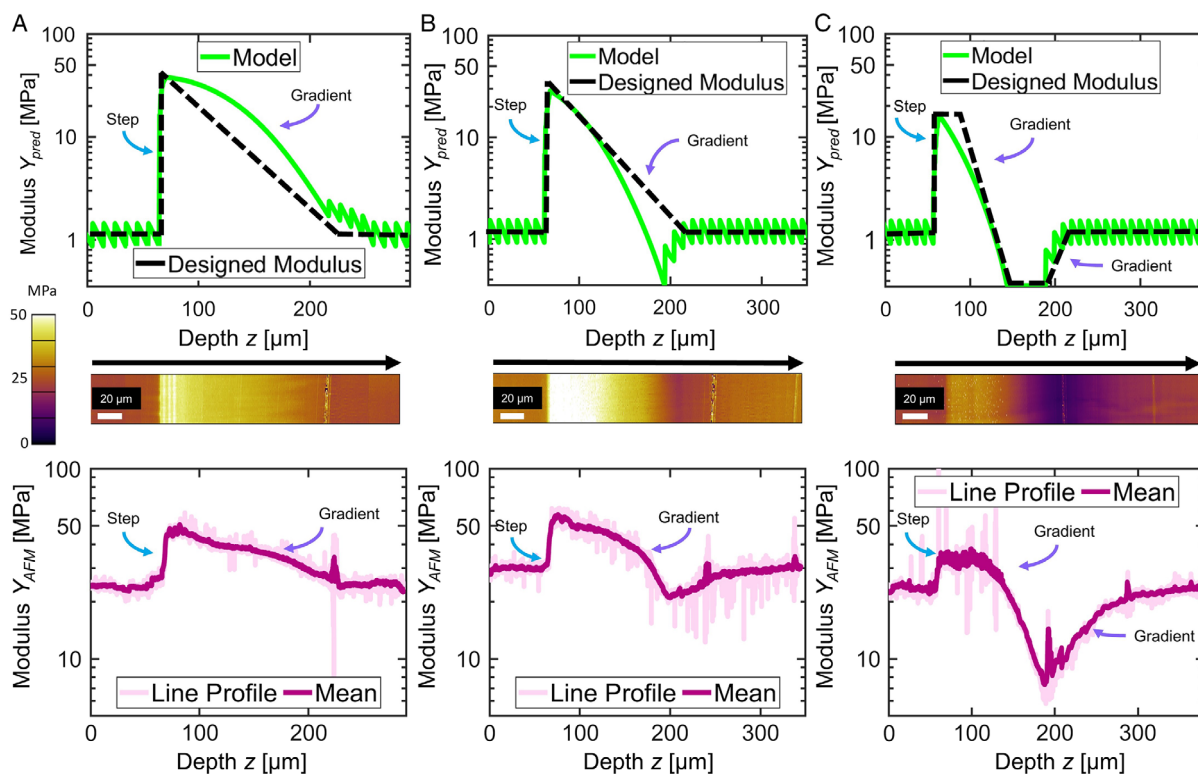 A
B
C
Modulus Y_pred [MPa]
100
40
10
1
Model
Gradient
Step
Designed Modulus
0
100
200
Depth z [µm]
Modulus Y_pred [MPa]
100
40
10
1
Model
Designed Modulus
Step
Gradient
0
100
200
300
Depth z [µm]
Modulus Y_pred [MPa]
100
40
10
1
Model
Designed Modulus
Step
Gradient
Gradient
0
100
200
300
Depth z [µm]
MPa
50
25
0
20 µm
20 µm
20 µm
Modulus Y_AFM [MPa]
100
50
10
Step
Gradient
Line Profile
Mean
0
100
200
Depth z [µm]
Modulus Y_AFM [MPa]
100
50
10
Step
Gradient
Line Profile
Mean
0
100
200
300
Depth z [µm]
Modulus Y_AFM [MPa]
100
50
10
Line Profile
Mean
Step
Gradient
Gradient
0
100
200
300
Depth z [µm]